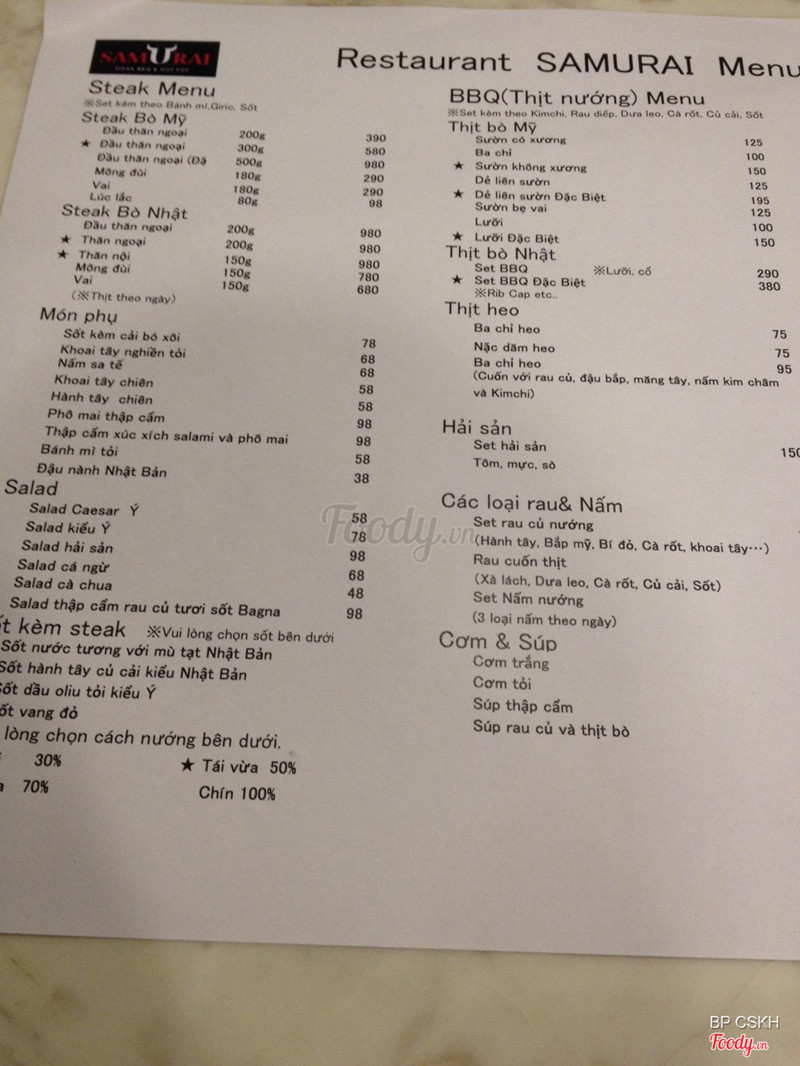 SAMURAI
Restaurant SAMURAI Menu
Steak Menu
※Set kèm theo Bánh mì,Giric, Sốt
Steak Bò Mỹ
Đầu thăn ngoại 200g 390
★ Đầu thăn ngoại 300g 580
Đầu thăn ngoại (Đặ 500g 980
Mông đùi 180g 290
Vai 180g 290
Lúc lắc 80g 98
Steak Bò Nhật
Đầu thăn ngoại 200g 980
★ Thăn ngoại 200g 980
★ Thăn nội 150g 980
Mông đùi 150g 780
Vai 150g 680
(※Thịt theo ngày)
Món phụ
Sốt kèm cải bó xôi 78
Khoai tây nghiền tỏi 68
Nấm sa tế 68
Khoai tây chiên 58
Hành tây chiên 58
Phô mai thập cẩm 98
Thập cẩm xúc xích salami và phô mai 98
Bánh mì tỏi 58
Đậu nành Nhật Bản 38
Salad
Salad Caesar Ý 58
Salad kiểu Ý 78
Salad hải sản 98
Salad cá ngừ 68
Salad cà chua 48
Salad thập cẩm rau củ tươi sốt Bagna 98
ốt kèm steak ※Vui lòng chọn sốt bên dưới
Sốt nước tương với mù tạt Nhật Bản
Sốt hành tây củ cải kiểu Nhật Bản
Sốt dầu oliu tỏi kiểu Ý
ốt vang đỏ
lòng chọn cách nướng bên dưới.
30% ★ Tái vừa 50%
a 70% Chín 100%
BBQ(Thịt nướng) Menu
※Set kèm theo Kimchi, Rau diếp, Dưa leo, Cà rốt, Củ cải, Sốt
Thịt bò Mỹ
Sườn có xương 125
Ba chỉ 100
★ Sườn không xương 150
Dẻ liên sườn 125
★ Dẻ liên sườn Đặc Biệt 195
Sườn bẹ vai 125
Lưỡi 100
★ Lưỡi Đặc Biệt 150
Thịt bò Nhật
Set BBQ ※Lưỡi, cổ 290
★ Set BBQ Đặc Biệt 380
※Rib Cap etc..
Thịt heo
Ba chỉ heo 75
Nặc dăm heo 75
Ba chỉ heo 95
(Cuốn với rau củ, đậu bắp, măng tây, nấm kim châm
và Kimchi)
Hải sản
Set hải sản 150
Tôm, mực, sò
Các loại rau& Nấm
Set rau củ nướng
(Hành tây, Bắp mỹ, Bí đỏ, Cà rốt, khoai tây···)
Rau cuốn thịt
(Xà lách, Dưa leo, Cà rốt, Củ cải, Sốt)
Set Nấm nướng
(3 loại nấm theo ngày)
Cơm & Súp
Cơm trắng
Cơm tỏi
Súp thập cẩm
Súp rau củ và thịt bò
Foody.vn
BP CSKH
Foody.vn